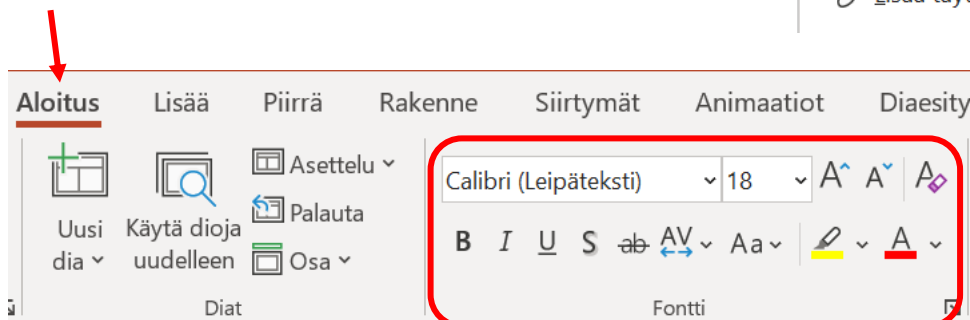 Aloitus Lisää Piirrä Rakenne Siirtymät Animaatiot Diaesity
Uusi
dia
Käytä dioja
uudelleen
Asettelu
Palauta
Osa
Diat
Calibri (Leipäteksti) 18 A A A
B I U S ab AV Aa A
Fontti